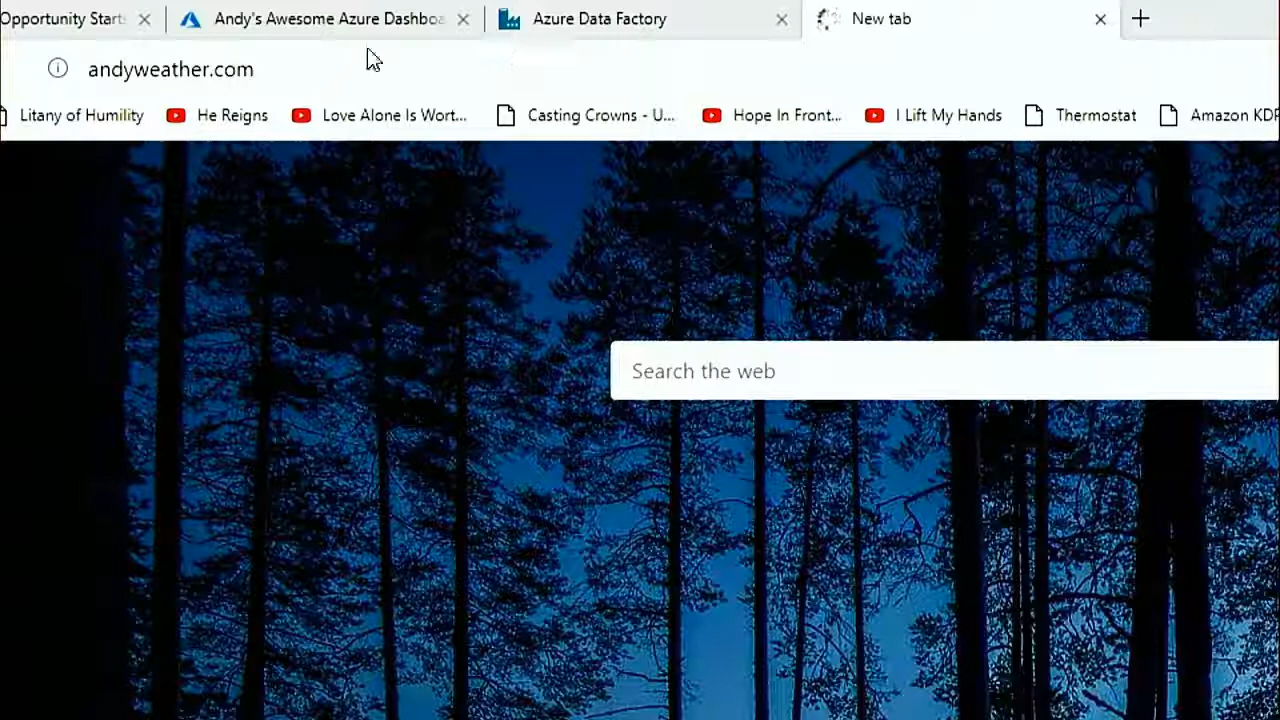 Opportunity Start:
Andy's Awesome Azure Dashboa
Azure Data Factory
New tab
andyweather.com
Litany of Humility
He Reigns
Love Alone Is Wort...
Casting Crowns - U...
Hope In Front...
I Lift My Hands
Thermostat
Amazon KDP
Search the web